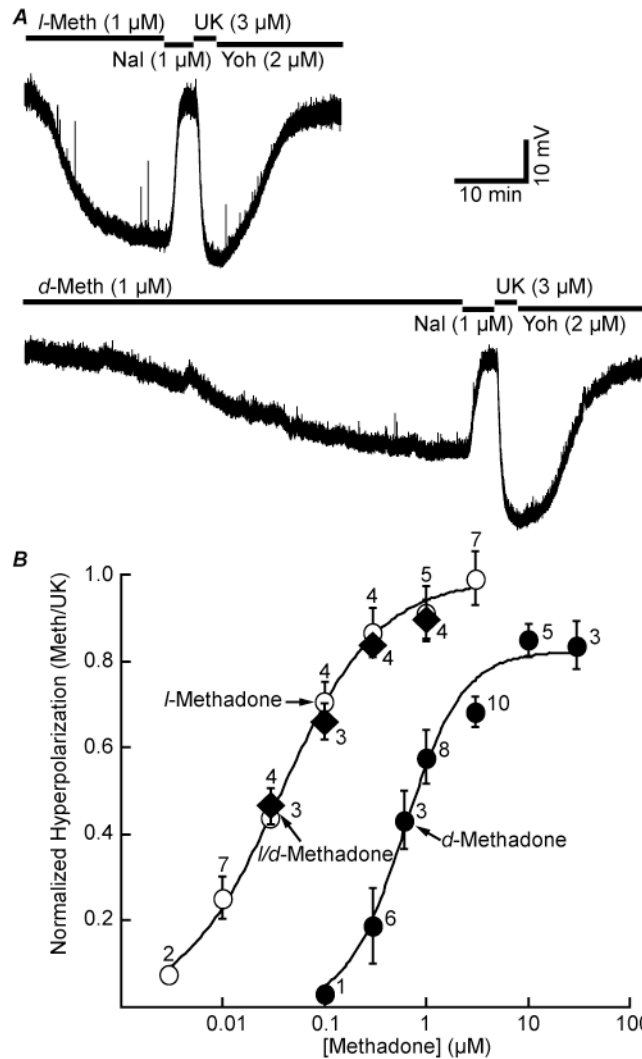 A
l-Meth (1 µM) UK (3 µM)
Nal (1 µM) Yoh (2 µM)
10 mV
10 min
d-Meth (1 µM) UK (3 µM)
Nal (1 µM) Yoh (2 µM)
B
Normalized Hyperpolarization (Meth/UK)
1.0
0.8
0.6
0.4
0.2
7
5
4
4
4
5
3
4
l-Methadone
3
10
8
4
3
3
l/d-Methadone
d-Methadone
7
6
2
1
0.01 0.1 1 10 100
[Methadone] (µM)